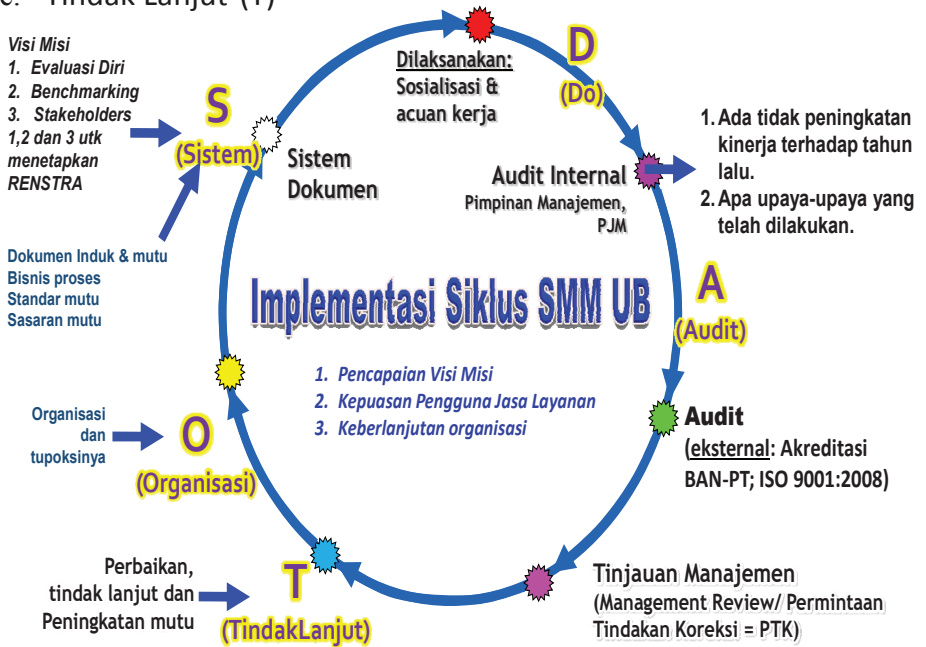 c. Tindak Lanjut (T)
Visi Misi
1. Evaluasi Diri
2. Benchmarking
3. Stakeholders
1,2 dan 3 utk
menetapkan
RENSTRA
S
(Sistem)
Sistem
Dokumen
Dokumen Induk & mutu
Bisnis proses
Standar mutu
Sasaran mutu
Dilaksanakan:
Sosialisasi &
acuan kerja
D
(Do)
Audit Internal
Pimpinan Manajemen,
PJM
1. Ada tidak peningkatan
kinerja terhadap tahun
lalu.
2. Apa upaya-upaya yang
telah dilakukan.
Implementasi Siklus SMM UB
1. Pencapaian Visi Misi
2. Kepuasan Pengguna Jasa Layanan
3. Keberlanjutan organisasi
A
(Audit)
Audit
(eksternal: Akreditasi
BAN-PT; ISO 9001:2008)
Organisasi
dan
tupoksinya
O
(Organisasi)
Perbaikan,
tindak lanjut dan
Peningkatan mutu
T
(TindakLanjut)
Tinjauan Manajemen
(Management Review/ Permintaan
Tindakan Koreksi = PTK)